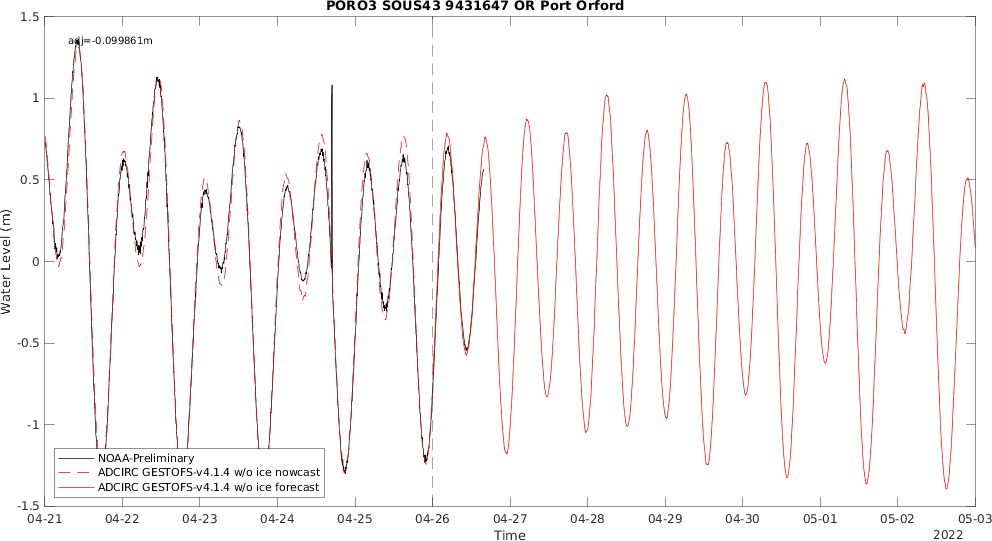 PORO3 SOUS43 9431647 OR Port Orford
adj=-0.099861m
1.5
1
0.5
0
-0.5
-1
-1.5
Water Level (m)
NOAA-Preliminary
ADCIRC GESTOFS-v4.1.4 w/o ice nowcast
ADCIRC GESTOFS-v4.1.4 w/o ice forecast
04-21 04-22 04-23 04-24 04-25 04-26 04-27 04-28 04-29 04-30 05-01 05-02 05-03
Time
2022